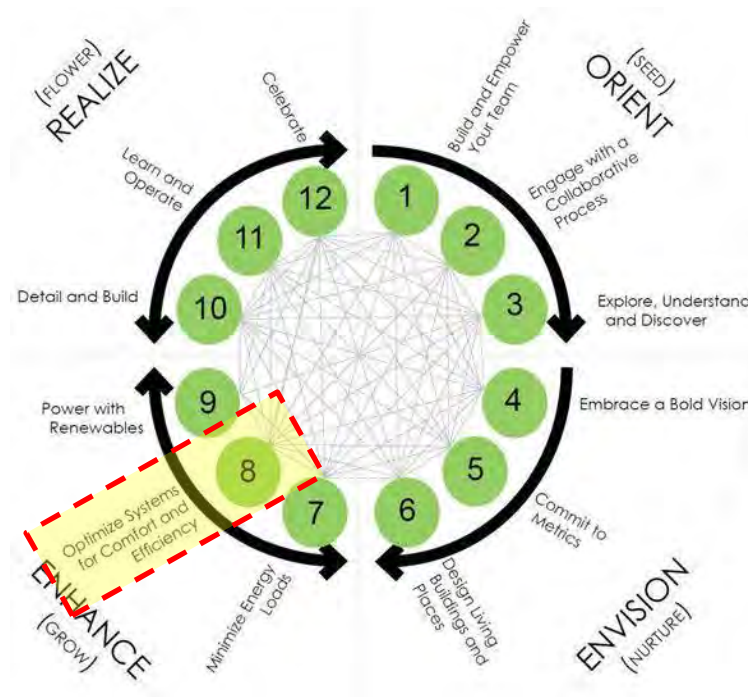 (FLOWER)
REALIZE
(SEED)
ORIENT
Celebrate
Build and Empower
Your Team
Learn and
Operate
Engage with a
Collaborative
Process
12
1
11
2
10
3
Detail and Build
Explore, Understand
and Discover
9
4
Power with
Renewables
Embrace a Bold Vision
8
5
7
6
Optimize Systems
for Comfort and
Efficiency
Commit to
Metrics
Minimize Energy
Loads
Design Living
Buildings and
Places
ENHANCE
(GROW)
ENVISION
(NURTURE)